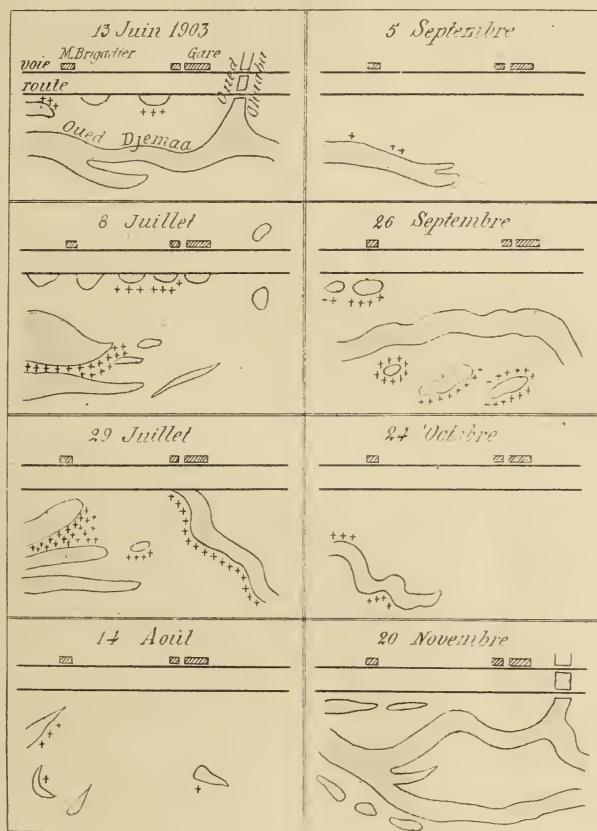 13 Juin 1903
M. Brigadier Gare
voie
route
Oued Chaaba
Oued Djemaa
5 Septembre
8 Juillet
26 Septembre
29 Juillet
24 Octobre
14 Août
20 Novembre